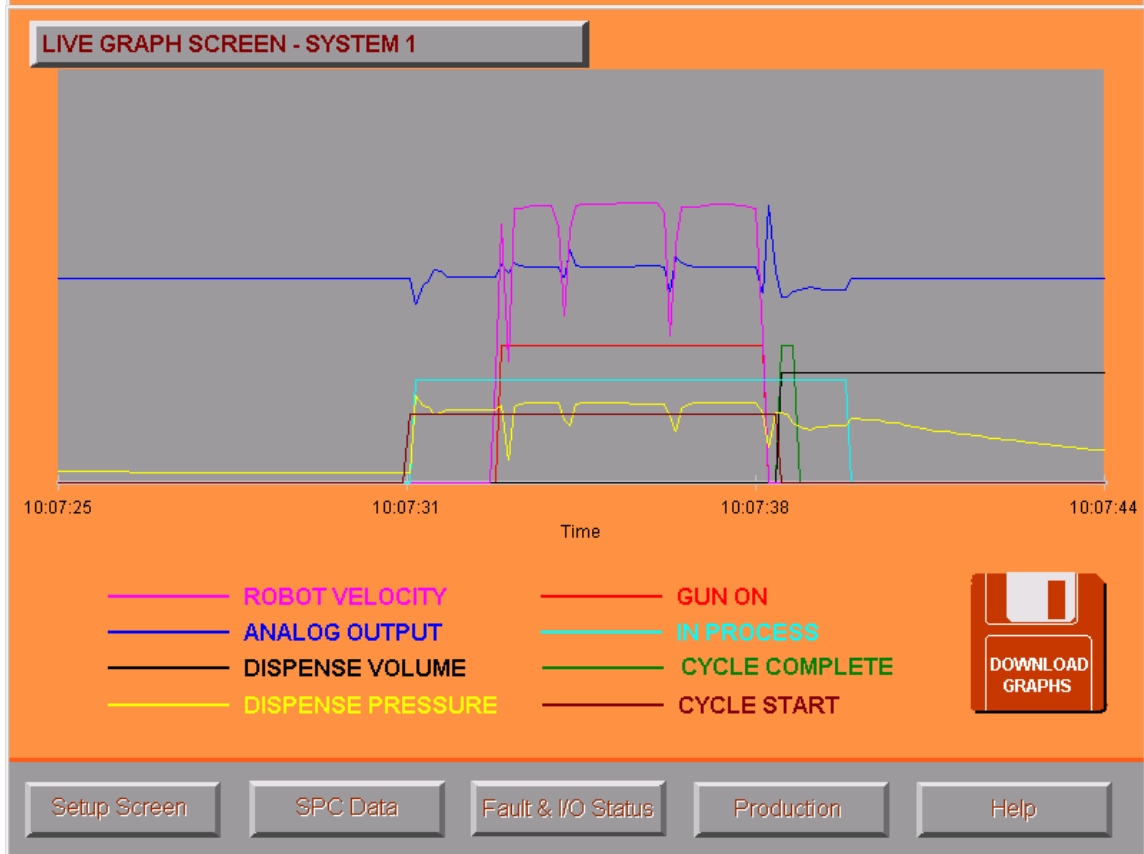 LIVE GRAPH SCREEN - SYSTEM 1
10:07:25 10:07:31 10:07:38 10:07:44
Time
ROBOT VELOCITY GUN ON
ANALOG OUTPUT IN PROCESS
DISPENSE VOLUME CYCLE COMPLETE
DISPENSE PRESSURE CYCLE START
DOWNLOAD
GRAPHS
Setup Screen SPC Data Fault & I/O Status Production Help